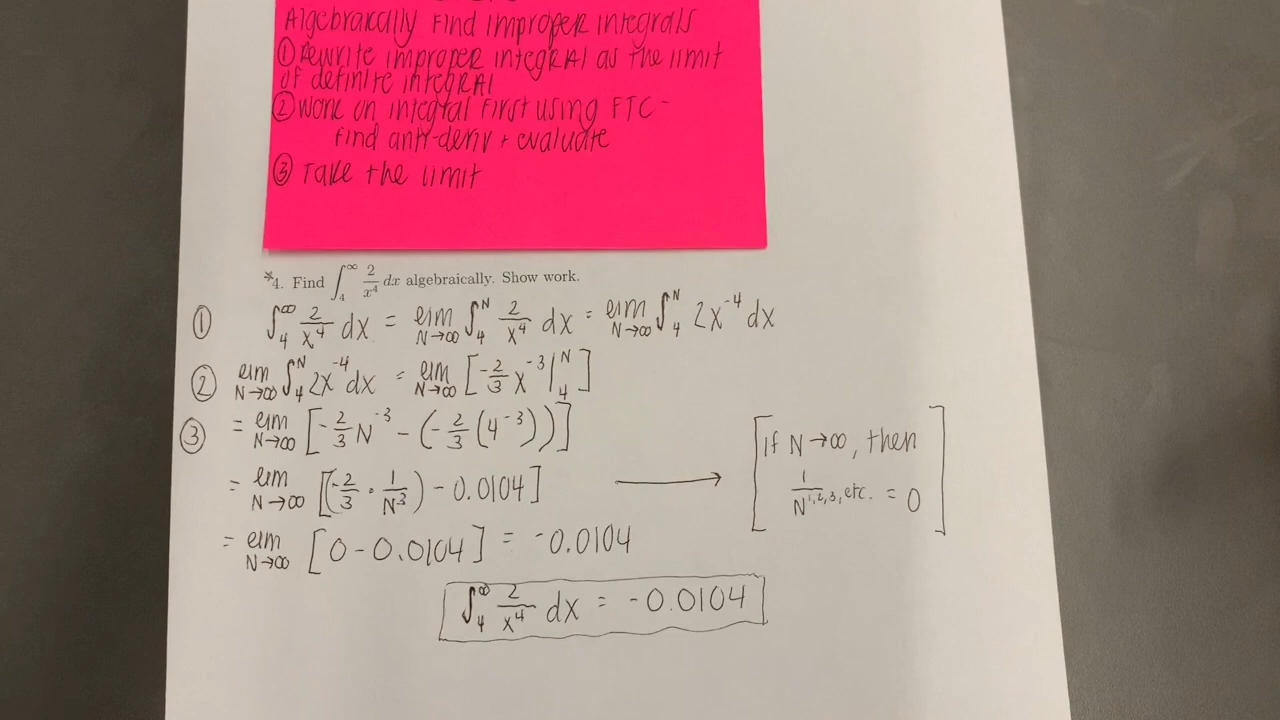 Algebraically find improper integrals
① Rewrite improper integral as the limit
of definite integral
② Work on integral first using FTC -
find anti-deriv + evaluate
③ Take the limit
*4. Find ∫₄^∞ 2/x⁴ dx algebraically. Show work.
① ∫₄^∞ 2/x⁴ dx = lim N→∞ ∫₄^N 2/x⁴ dx = lim N→∞ ∫₄^N 2x⁻⁴ dx
② lim N→∞ ∫₄^N 2x⁻⁴ dx = lim N→∞ [-2/3 x⁻³ |₄^N]
③ = lim N→∞ [-2/3 N⁻³ - (-2/3 (4⁻³))]
= lim N→∞ [(-2/3 · 1/N³) - 0.0104] ⟶
= lim N→∞ [0 - 0.0104] = -0.0104
∫₄^∞ 2/x⁴ dx = -0.0104
[If N→∞, then
1/N^1,2,3, etc. = 0]